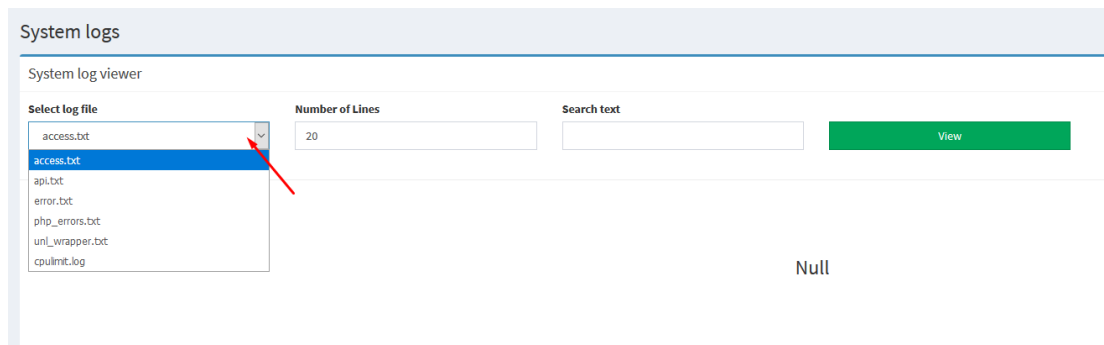 System logs
System log viewer
Select log file
Number of Lines
Search text
access.txt
20
View
access.txt
api.txt
error.txt
php_errors.txt
unl_wrapper.txt
cpulimit.log
Null